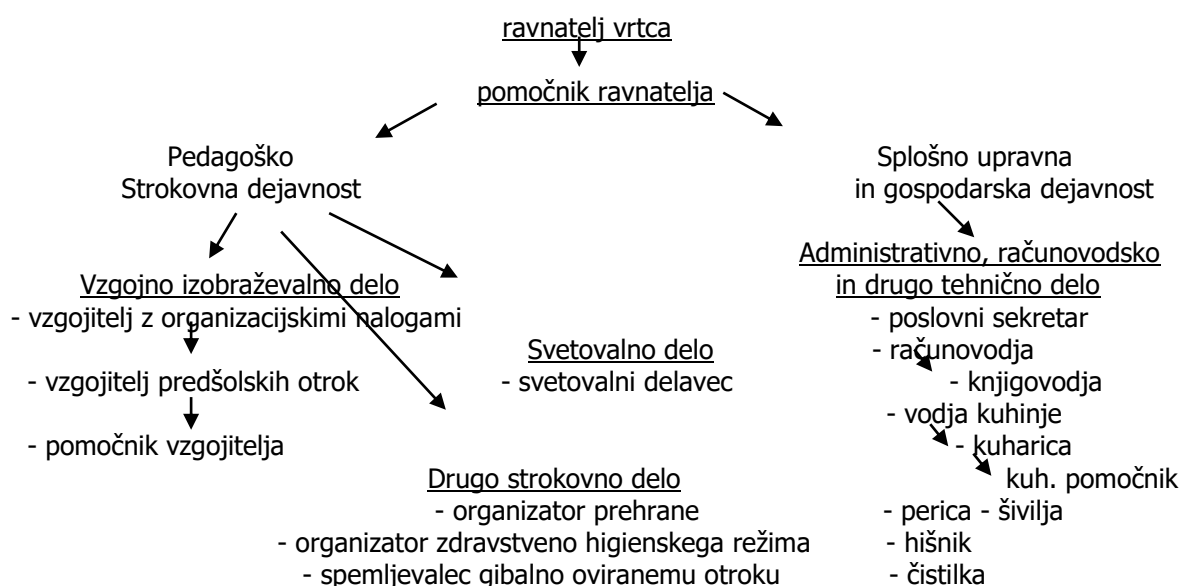 ravnatelj vrtca
pomočnik ravnatelja
Pedagoško
Strokovna dejavnost
Splošno upravna
in gospodarska dejavnost
Vzgojno izobraževalno delo
- vzgojitelj z organizacijskimi nalogami
- vzgojitelj predšolskih otrok
- pomočnik vzgojitelja
Svetovalno delo
- svetovalni delavec
Drugo strokovno delo
- organizator prehrane
- organizator zdravstveno higienskega režima
- spemljevalec gibalno oviranemu otroku
Administrativno, računovodsko
in drugo tehnično delo
- poslovni sekretar
- računovodja
- knjigovodja
- vodja kuhinje
- kuharica
kuh. pomočnik
- perica - šivilja
- hišnik
- čistilka